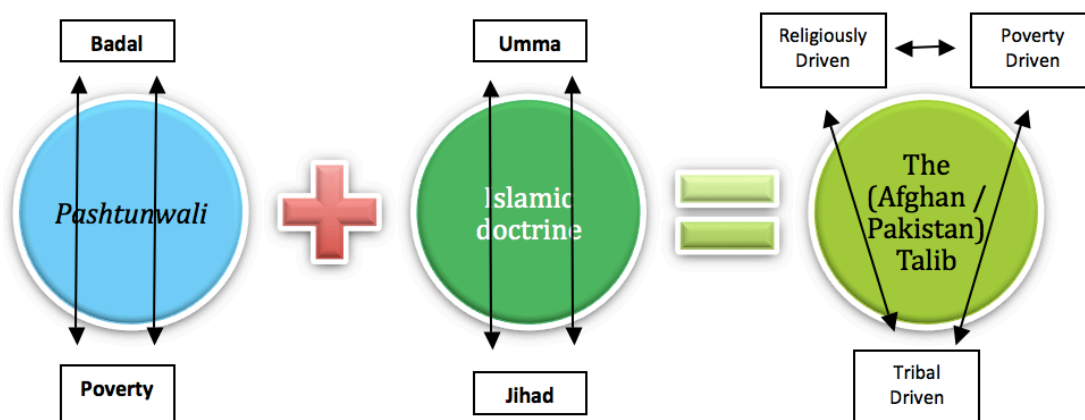 Badal
Pashtunwali
Poverty
Umma
Islamic
doctrine
Jihad
Religiously
Driven
Poverty
Driven
The
(Afghan /
Pakistan)
Talib
Tribal
Driven